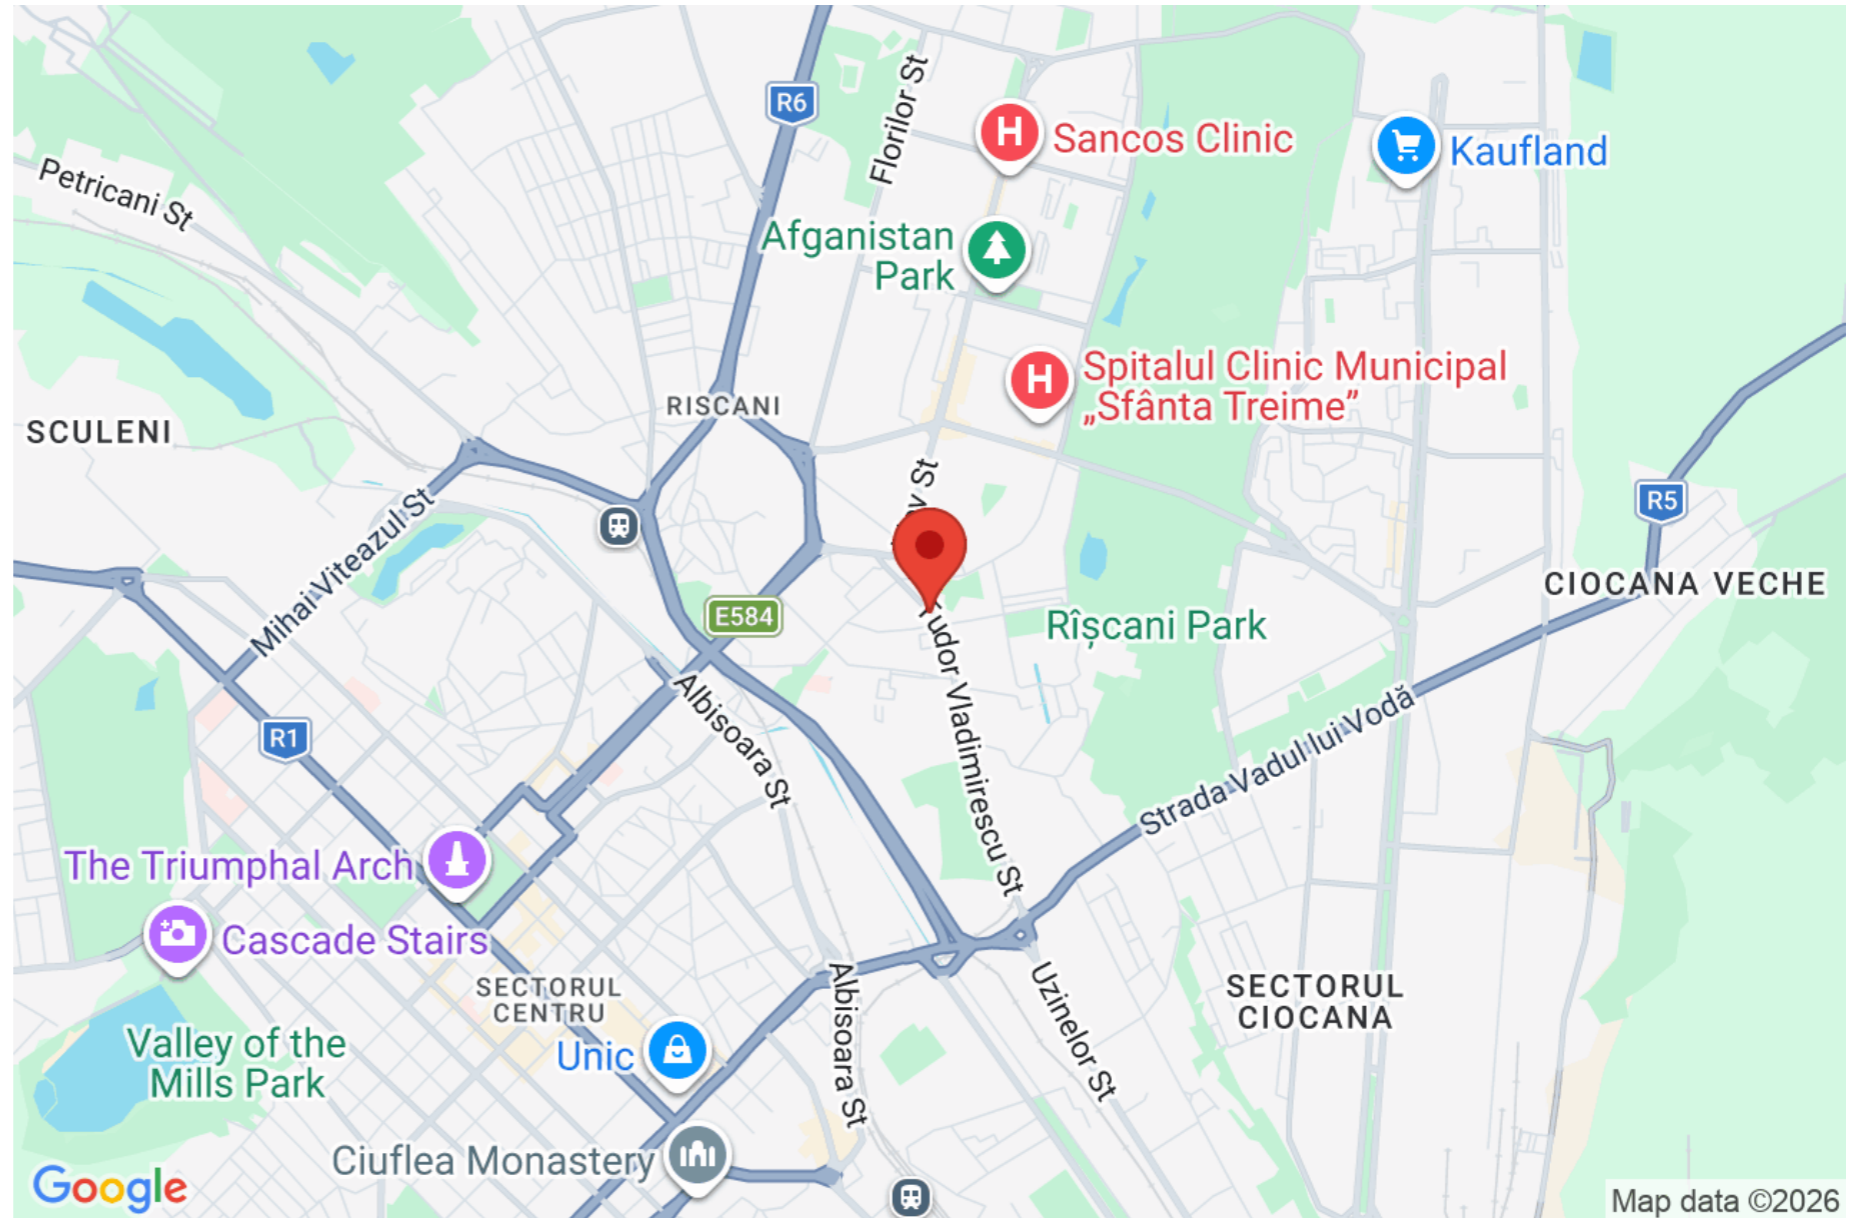 R6
Florilor St
Sancos Clinic
Kaufland
Petricani St
Afganistan
Park
Spitalul Clinic Municipal
„Sfânta Treime”
RISCANI
SCULENI
St
R5
Mihai Viteazul St
CIOCANA VECHE
E584
Rîșcani Park
Tudor Vladimirescu St
Albisoara St
Strada Vadul lui Vodă
R1
The Triumphal Arch
Cascade Stairs
SECTORUL
CENTRU
Albisoara St
Uzinelor St
SECTORUL
CIOCANA
Valley of the
Mills Park
Unic
Ciuflea Monastery
Google
Map data ©2026